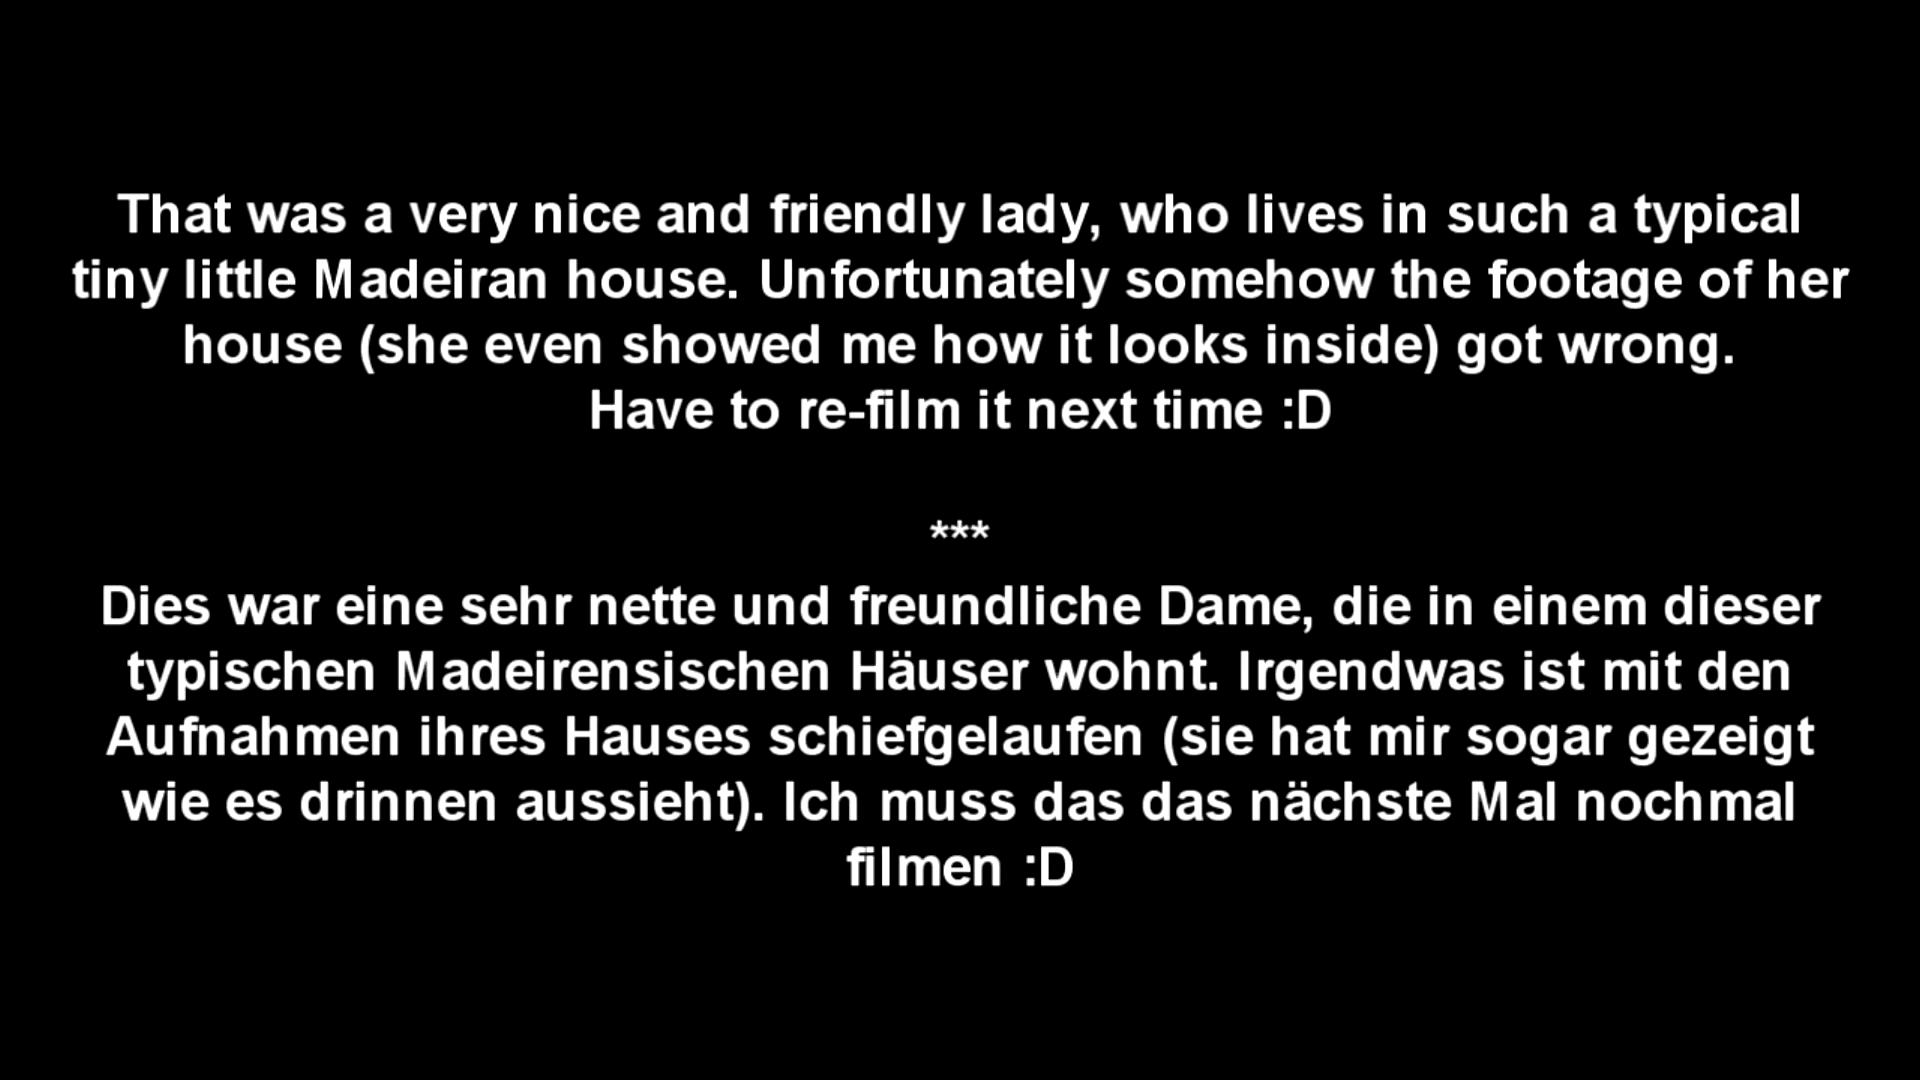 That was a very nice and friendly lady, who lives in such a typical
tiny little Madeiran house. Unfortunately somehow the footage of her
house (she even showed me how it looks inside) got wrong.
Have to re-film it next time :D
***
Dies war eine sehr nette und freundliche Dame, die in einem dieser
typischen Madeirensischen Häuser wohnt. Irgendwas ist mit den
Aufnahmen ihres Hauses schiefgelaufen (sie hat mir sogar gezeigt
wie es drinnen aussieht). Ich muss das das nächste Mal nochmal
filmen :D